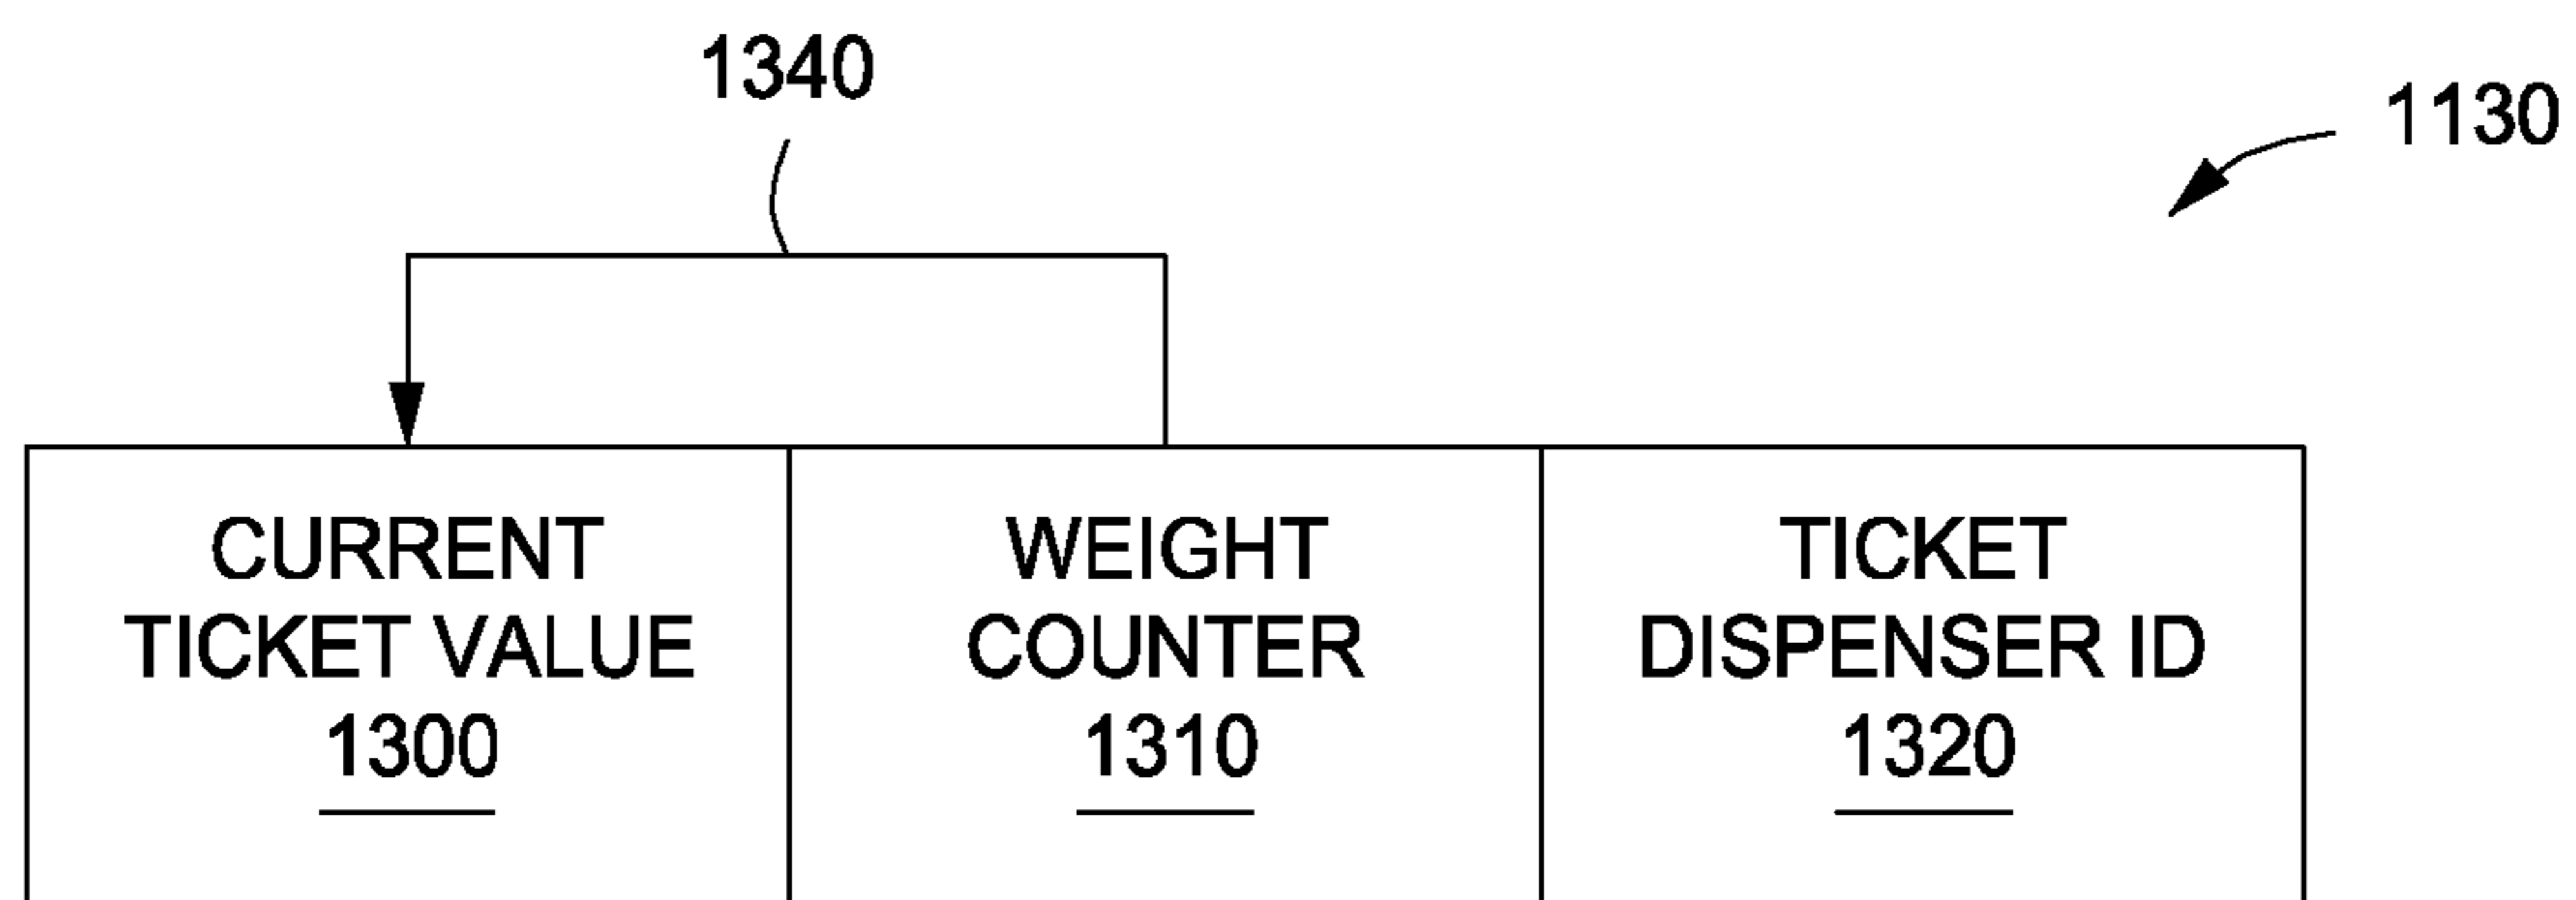 1340
1130
CURRENT
TICKET VALUE
1300
WEIGHT
COUNTER
1310
TICKET
DISPENSER ID
1320